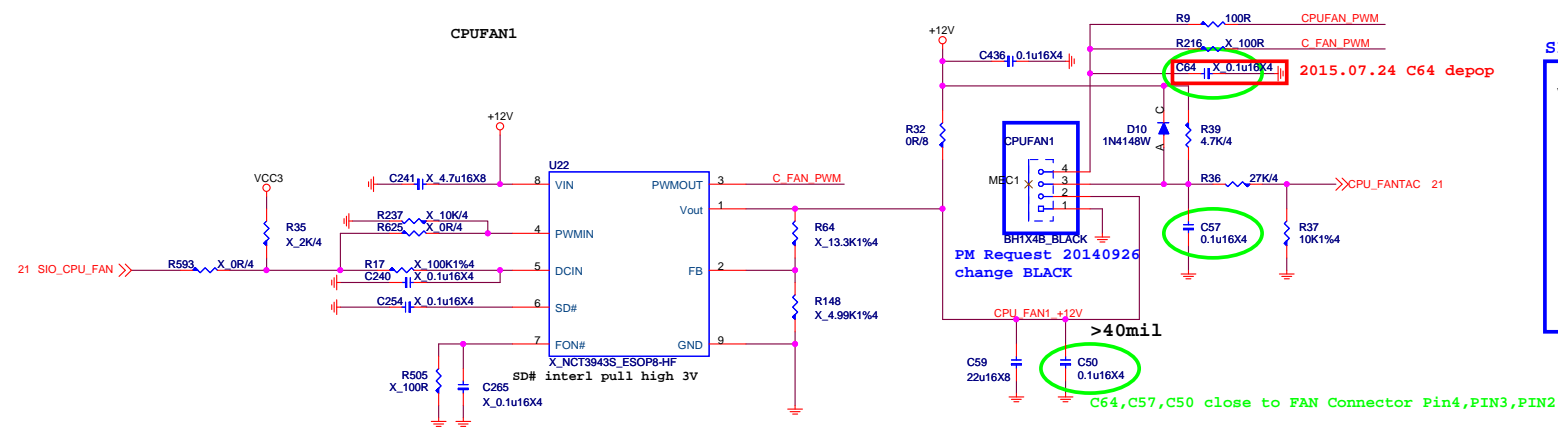 CPUFAN1
+12V
R9 100R CPUFAN_PWM
R216 X_100R C_FAN_PWM
C436 0.1u16X4
C64 X_0.1u16X4
2015.07.24 C64 depop
R32
0R/8
CPUFAN1
D10
1N4148W
C
A
R39
4.7K/4
MEC1
4
3
2
1
BH1X4B_BLACK
PM Request 20140926
change BLACK
R36 27K/4
CPU_FANTAC 21
C57
0.1u16X4
R37
10K1%4
+12V
U22
VCC3
C241 X_4.7u16X8
8 VIN
PWMOUT 3
C_FAN_PWM
Vout 1
R35
X_2K/4
R237 X_10K/4
R625 X_0R/4
4 PWMIN
R64
X_13.3K1%4
21 SIO_CPU_FAN
R593 X_0R/4
R17 X_100K1%4
5 DCIN
FB 2
C240 X_0.1u16X4
C254 X_0.1u16X4
6 SD#
R148
X_4.99K1%4
7 FON#
GND 9
X_NCT3943S_ESOP8-HF
SD# interl pull high 3V
R505
X_100R
C265
X_0.1u16X4
CPU_FAN1_+12V
>40mil
C59
22u16X8
C50
0.1u16X4
C64,C57,C50 close to FAN Connector Pin4,PIN3,PIN2